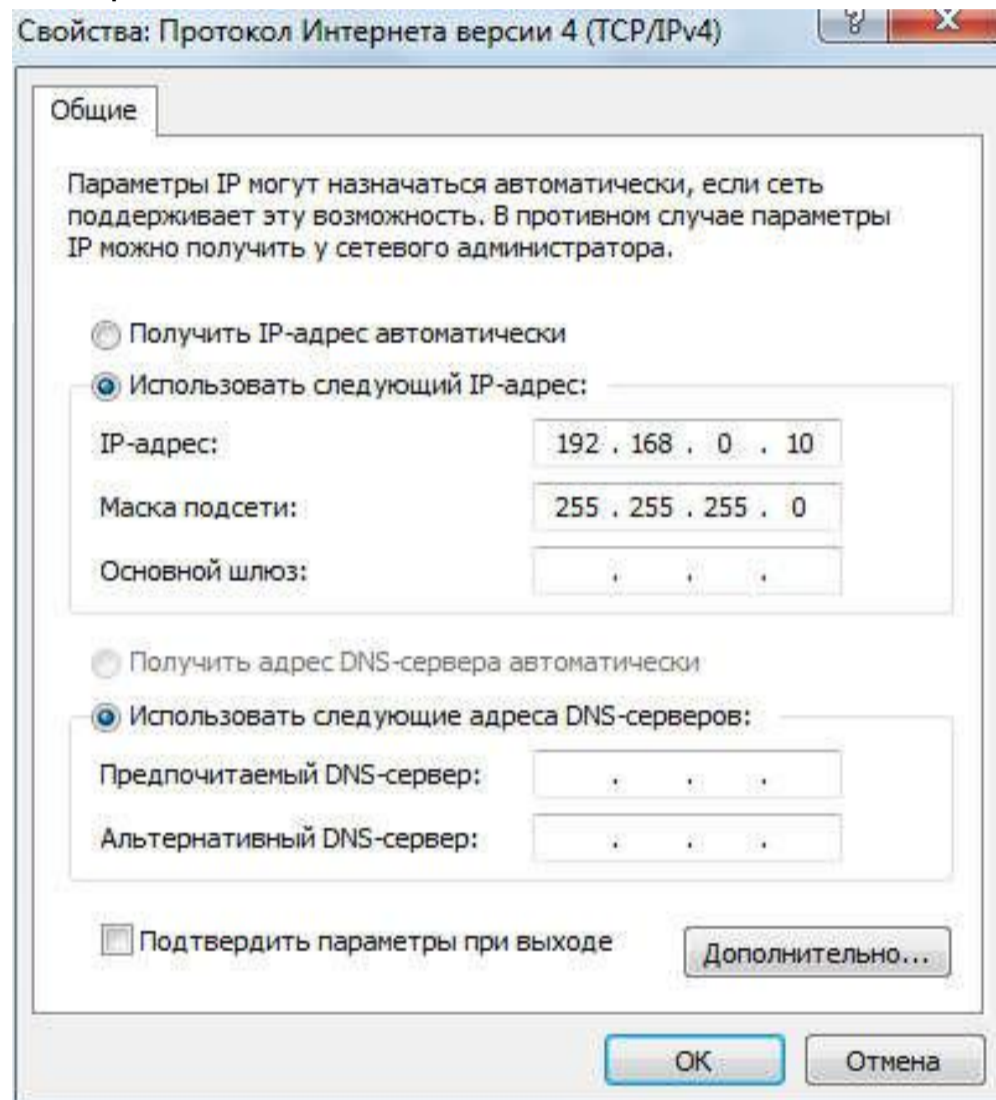 Свойства: Протокол Интернета версии 4 (TCP/IPv4)
Общие
Параметры IP могут назначаться автоматически, если сеть
поддерживает эту возможность. В противном случае параметры
IP можно получить у сетевого администратора.
Получить IP-адрес автоматически
Использовать следующий IP-адрес:
IP-адрес: 192 . 168 . 0 . 10
Маска подсети: 255 . 255 . 255 . 0
Основной шлюз: . . .
Получить адрес DNS-сервера автоматически
Использовать следующие адреса DNS-серверов:
Предпочитаемый DNS-сервер: . . .
Альтернативный DNS-сервер: . . .
Подтвердить параметры при выходе
Дополнительно...
ОК Отмена